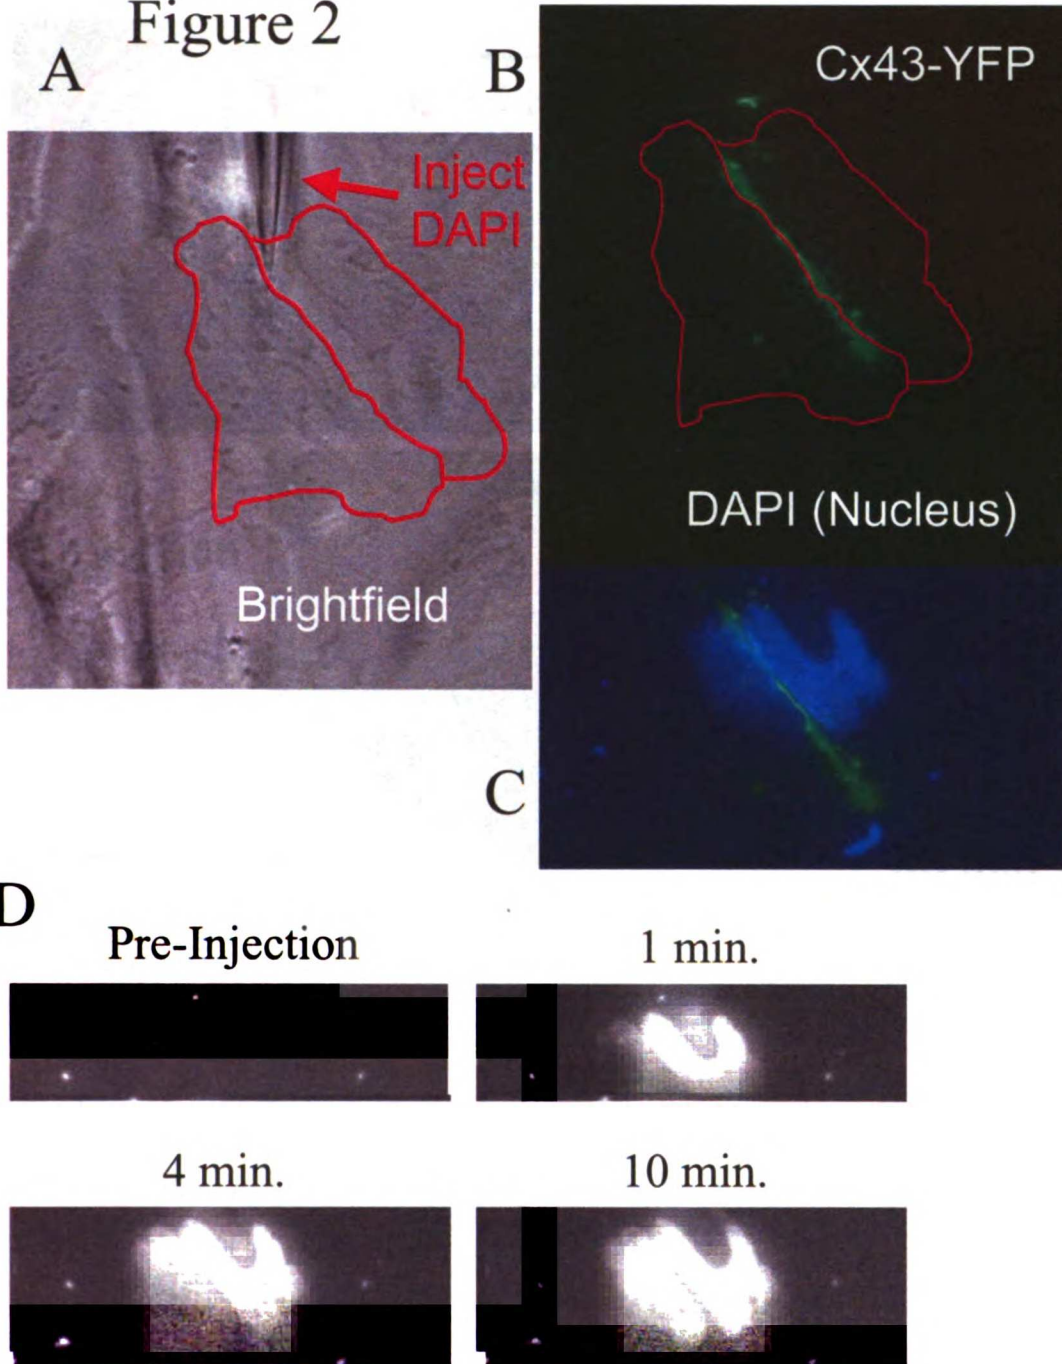 Figure 2
A
Inject
DAPI
Brightfield
B
Cx43-YFP
DAPI (Nucleus)
C
D
Pre-Injection
1 min.
4 min.
10 min.